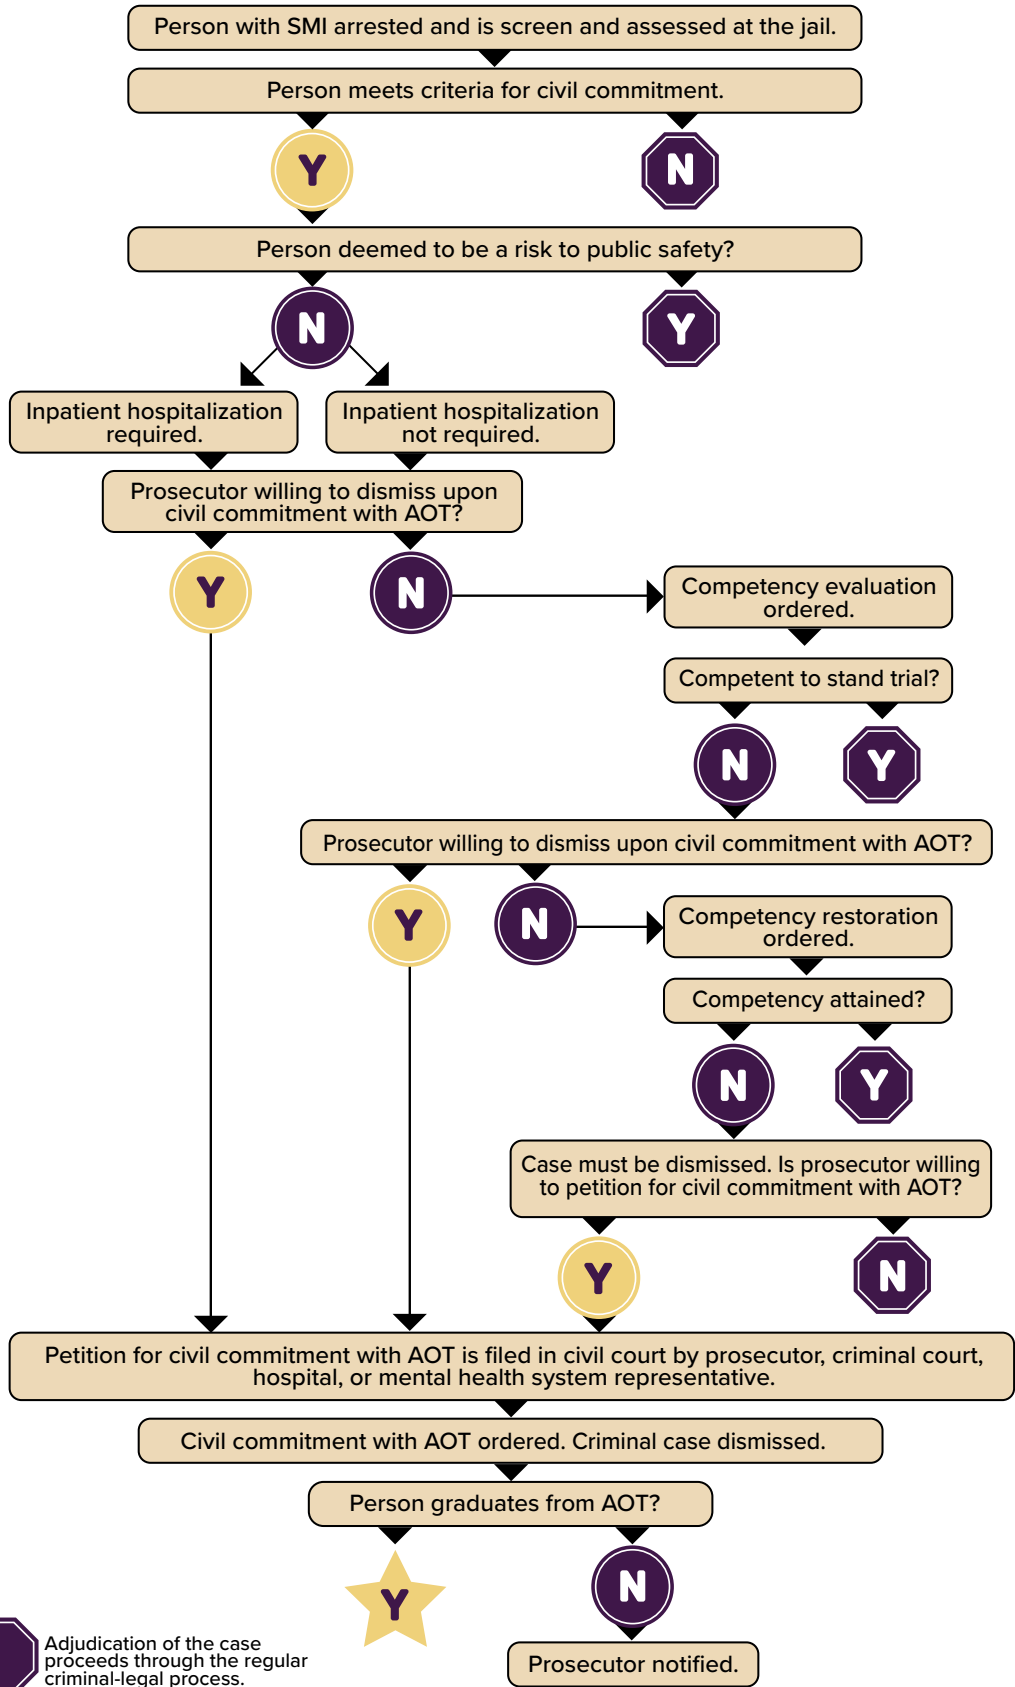 Person with SMI arrested and is screen and assessed at the jail.
Person meets criteria for civil commitment.
Y
N
Person deemed to be a risk to public safety?
N
Y
Inpatient hospitalization
required.
Inpatient hospitalization
not required.
Prosecutor willing to dismiss upon
civil commitment with AOT?
Y
N
Competency evaluation
ordered.
Competent to stand trial?
N
Y
Prosecutor willing to dismiss upon civil commitment with AOT?
Y
N
Competency restoration
ordered.
Competency attained?
N
Y
Case must be dismissed. Is prosecutor willing
to petition for civil commitment with AOT?
Y
N
Petition for civil commitment with AOT is filed in civil court by prosecutor, criminal court,
hospital, or mental health system representative.
Civil commitment with AOT ordered. Criminal case dismissed.
Person graduates from AOT?
Y
N
Prosecutor notified.
Adjudication of the case
proceeds through the regular
criminal-legal process.